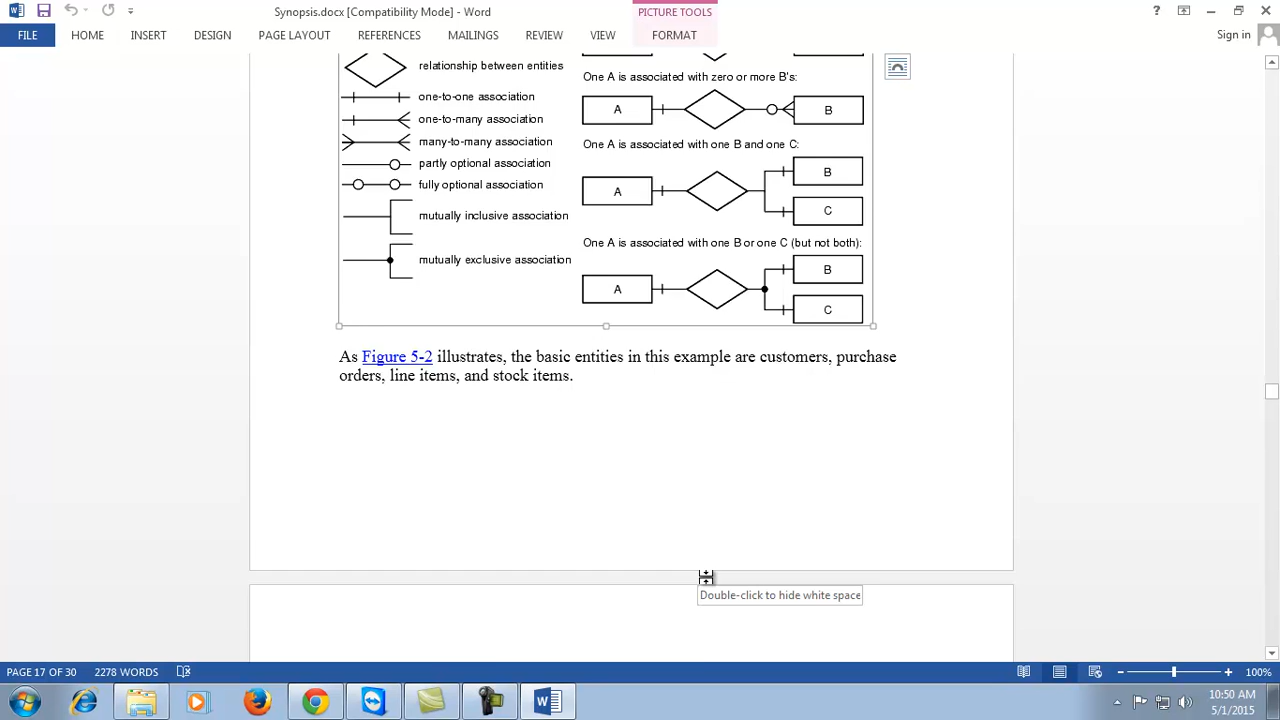 Synopsis.docx [Compatibility Mode] - Word
PICTURE TOOLS
?
FILE
HOME
INSERT
DESIGN
PAGE LAYOUT
REFERENCES
MAILINGS
REVIEW
VIEW
FORMAT
Sign in
relationship between entities
one-to-one association
one-to-many association
many-to-many association
partly optional association
fully optional association
mutually inclusive association
mutually exclusive association
One A is associated with zero or more B's:
A
B
One A is associated with one B and one C:
A
B
C
One A is associated with one B or one C (but not both):
A
B
C
As Figure 5-2 illustrates, the basic entities in this example are customers, purchase
orders, line items, and stock items.
Double-click to hide white space
PAGE 17 OF 30
2278 WORDS
100%
10:50 AM
5/1/2015